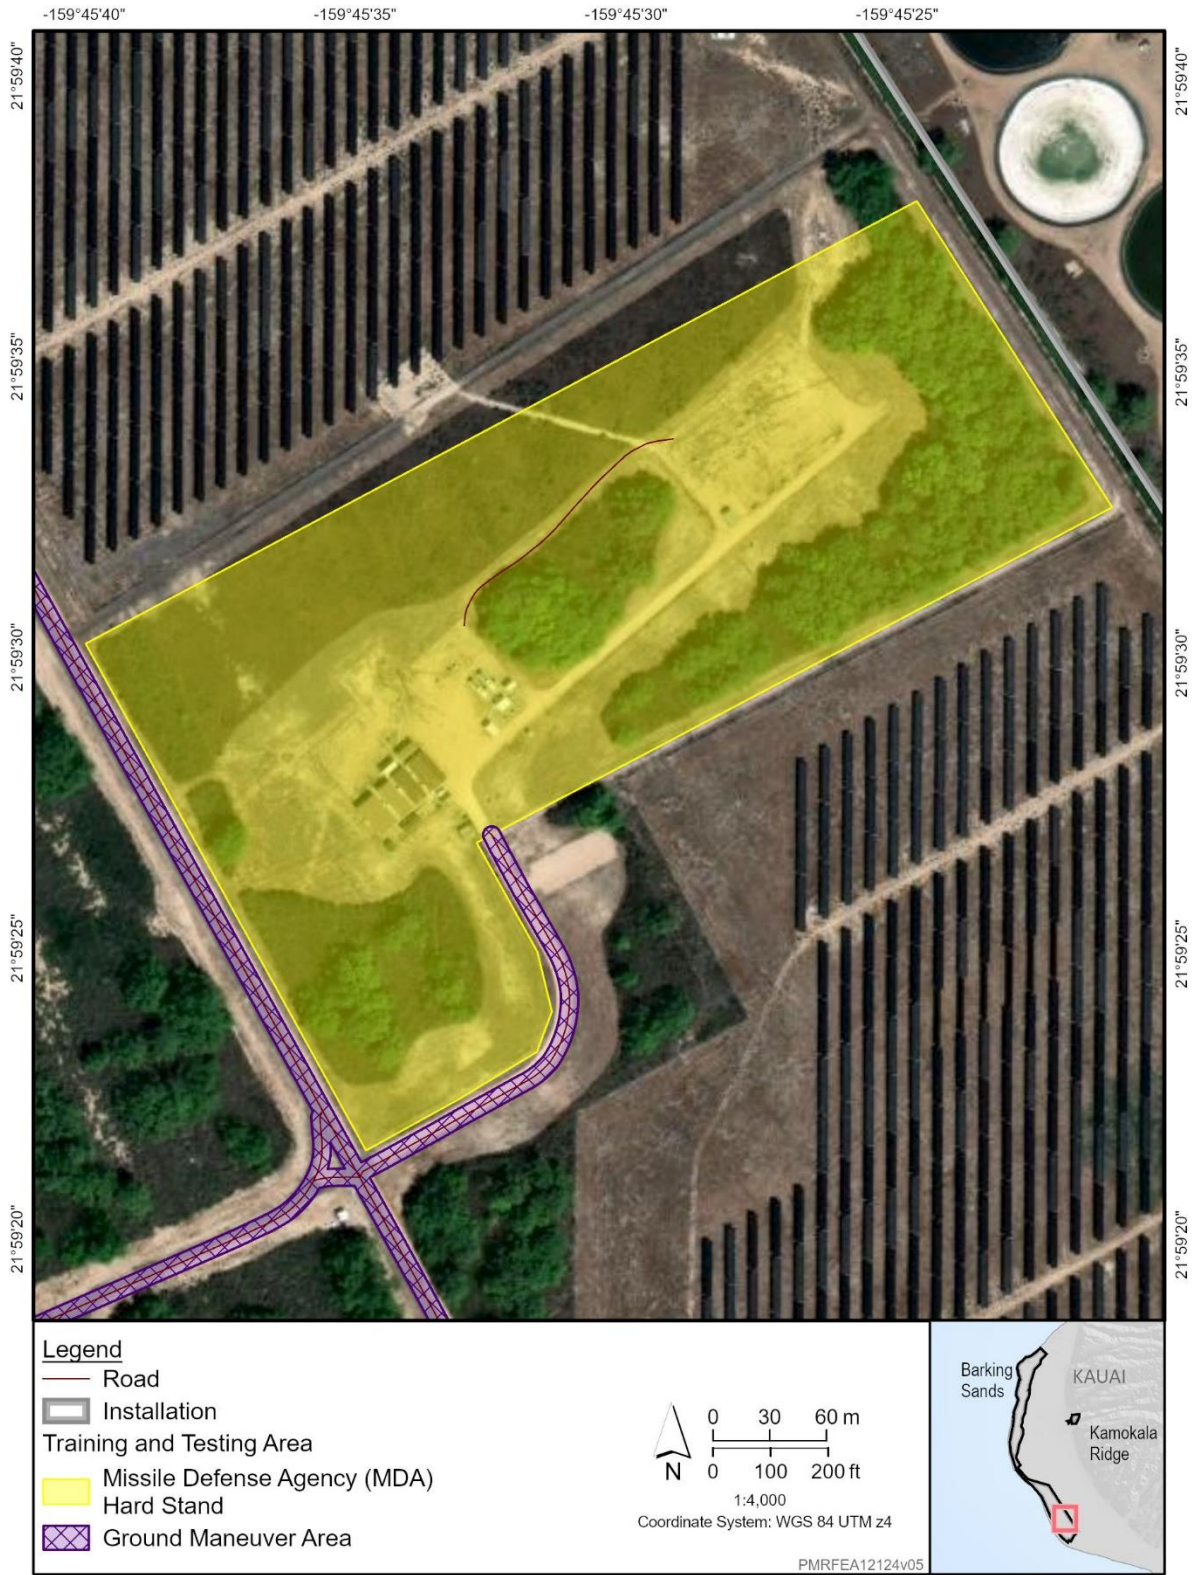 -159°45'40" -159°45'35" -159°45'30" -159°45'25"
21°59'40" 21°59'40"
21°59'35" 21°59'35"
21°59'30" 21°59'30"
21°59'25" 21°59'25"
21°59'20" 21°59'20"
Legend
Road
Installation
Training and Testing Area
Missile Defense Agency (MDA)
Hard Stand
Ground Maneuver Area
N
0 30 60 m
0 100 200 ft
1:4,000
Coordinate System: WGS 84 UTM z4
PMRFEA12124v05
Barking
Sands
KAUAI
Kamokala
Ridge